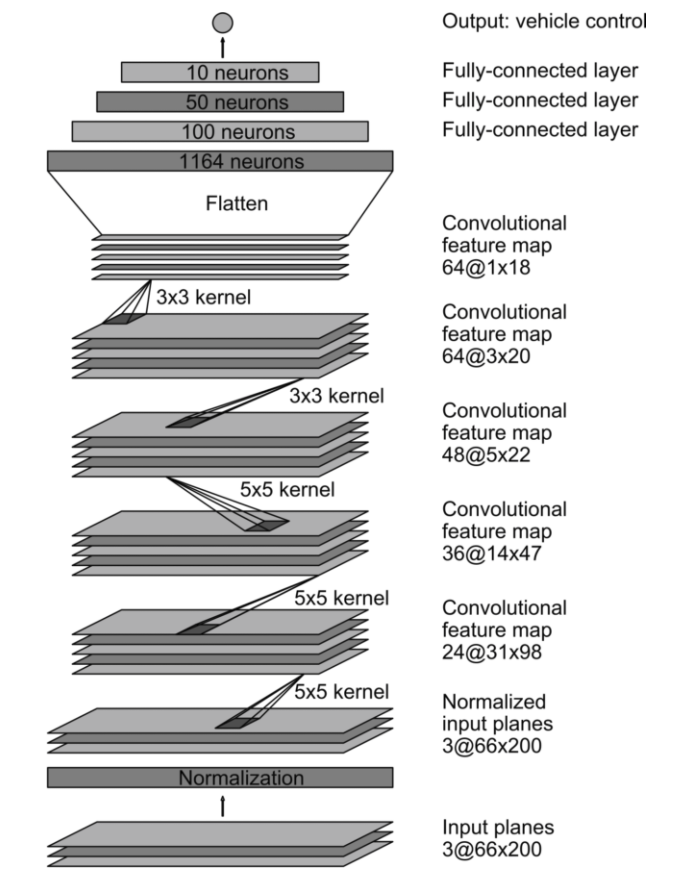 Output: vehicle control
10 neurons
Fully-connected layer
50 neurons
Fully-connected layer
100 neurons
Fully-connected layer
1164 neurons
Flatten
Convolutional
feature map
64@1x18
3x3 kernel
Convolutional
feature map
64@3x20
3x3 kernel
Convolutional
feature map
48@5x22
5x5 kernel
Convolutional
feature map
36@14x47
5x5 kernel
Convolutional
feature map
24@31x98
5x5 kernel
Normalized
input planes
3@66x200
Normalization
Input planes
3@66x200